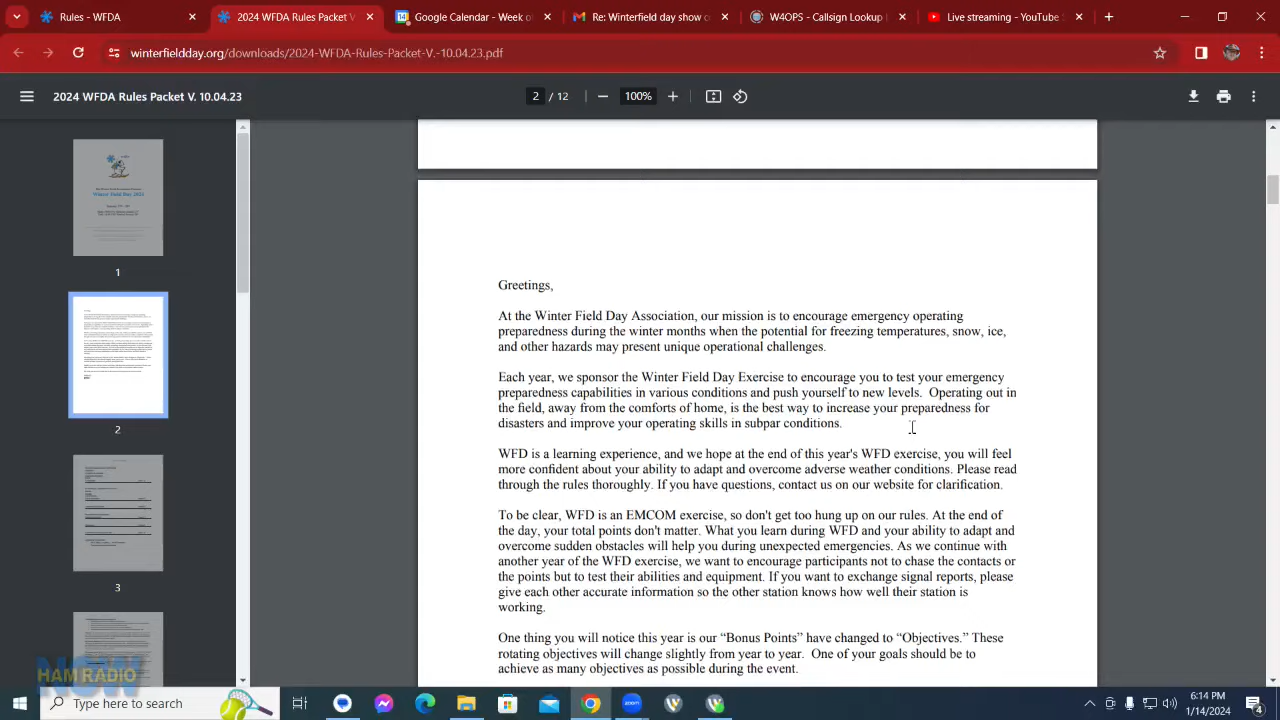 Rules - WFDA
2024 WFDA Rules Packet V
Google Calendar - Week o
Re: Winterfield day show o
W4OPS - Callsign Lookup
Live streaming - YouTube
winterfieldday.org/downloads/2024-WFDA-Rules-Packet-V.-10.04.23.pdf
2024 WFDA Rules Packet V. 10.04.23
2 / 12
100%
Greetings,
At the Winter Field Day Association, our mission is to encourage emergency operating
preparedness during the winter months when the potential for freezing temperatures, snow, ice,
and other hazards may present unique operational challenges.
Each year, we sponsor the Winter Field Day Exercise to encourage you to test your emergency
preparedness capabilities in various conditions and push yourself to new levels. Operating out in
the field, away from the comforts of home, is the best way to increase your preparedness for
disasters and improve your operating skills in subpar conditions.
WFD is a learning experience, and we hope at the end of this year's WFD exercise, you will feel
more confident about your ability to adapt and overcome adverse weather conditions. Please read
through the rules thoroughly. If you have questions, contact us on our website for clarification.
To be clear, WFD is an EMCOM exercise, so don't get too hung up on our rules. At the end of
the day, your total points don't matter. What you learn during WFD and your ability to adapt and
overcome sudden obstacles will help you during unexpected emergencies. As we continue with
another year of the WFD exercise, we want to encourage participants not to chase the contacts or
the points but to test their abilities and equipment. If you want to exchange signal reports, please
give each other accurate information so the other station knows how well their station is
working.
One thing you will notice this year is our “Bonus Points” have changed to “Objectives.” These
rotating objectives will change slightly from year to year. One of your goals should be to
achieve as many objectives as possible during the event.
1
2
3
HAM RADIO
Type here to search
zoom
6:14 PM
1/14/2024
4